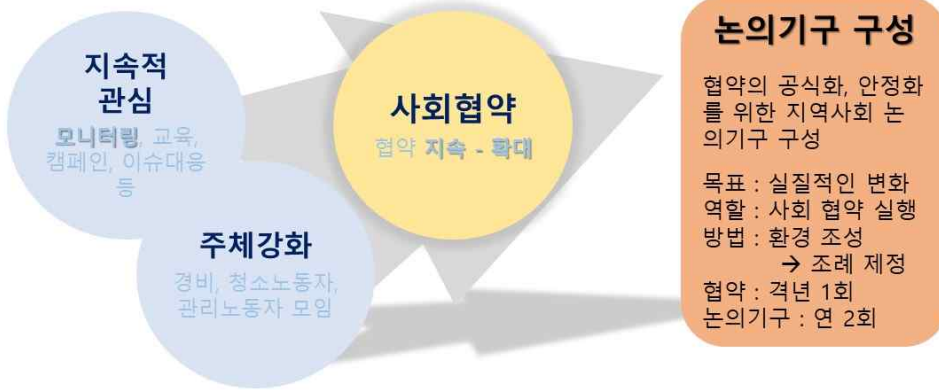 지속적
관심
모니터링, 교육,
캠페인, 이슈대응
등
주체강화
경비, 청소노동자,
관리노동자 모임
사회협약
협약 지속 - 확대
논의기구 구성
협약의 공식화, 안정화
를 위한 지역사회 논
의기구 구성
목표 : 실질적인 변화
역할 : 사회 협약 실행
방법 : 환경 조성
→ 조례 제정
협약 : 격년 1회
논의기구 : 연 2회